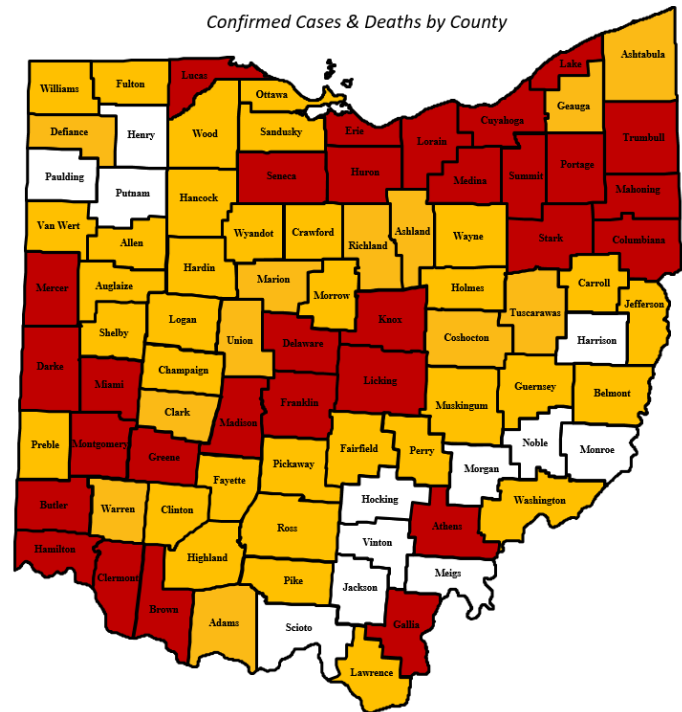 Confirmed Cases & Deaths by County
Ashtabula
Lake
Lucas
Williams
Fulton
Ottawa
Geauga
Cuyahoga
Defiance
Henry
Wood
Sandusky
Erie
Lorain
Trumbull
Paulding
Putnam
Seneca
Huron
Medina
Summit
Portage
Mahoning
Hancock
Van Wert
Allen
Wyandot
Crawford
Richland
Ashland
Wayne
Stark
Columbiana
Hardin
Mercer
Auglaize
Marion
Morrow
Holmes
Carroll
Jefferson
Tuscarawas
Logan
Shelby
Union
Knox
Coshocton
Harrison
Delaware
Darke
Champaign
Licking
Miami
Guernsey
Belmont
Clark
Franklin
Muskingum
Madison
Preble
Montgomery
Noble
Monroe
Greene
Fairfield
Perry
Pickaway
Morgan
Fayette
Hocking
Washington
Butler
Warren
Clinton
Ross
Athens
Vinton
Hamilton
Highland
Meigs
Clermont
Pike
Jackson
Brown
Adams
Scioto
Gallia
Lawrence